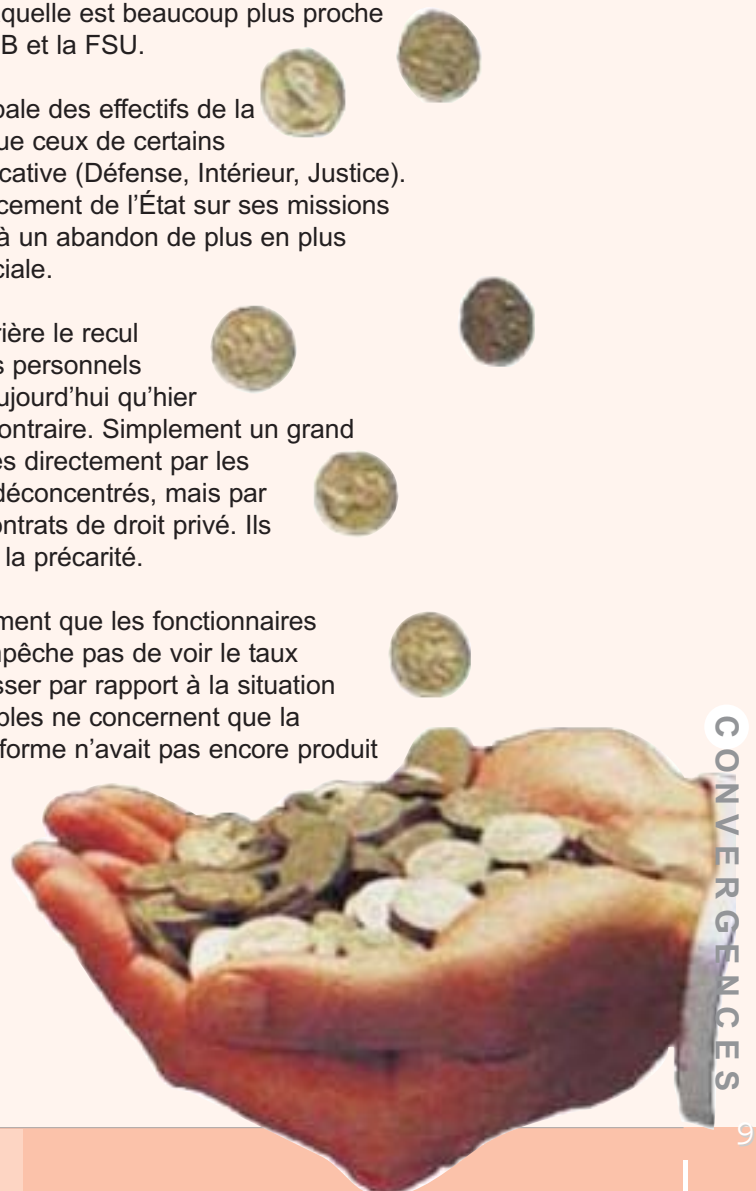 quelle est beaucoup plus proche
B et la FSU.
pale des effectifs de la
ue ceux de certains
cative (Défense, Intérieur, Justice).
cement de l'État sur ses missions
à un abandon de plus en plus
ciale.
rière le recul
s personnels
ujourd'hui qu'hier
ontraire. Simplement un grand
es directement par les
déconcentrés, mais par
ontrats de droit privé. Ils
la précarité.
ment que les fonctionnaires
npêche pas de voir le taux
sser par rapport à la situation
bles ne concernent que la
forme n'avait pas encore produit
CONVERGENCES
9